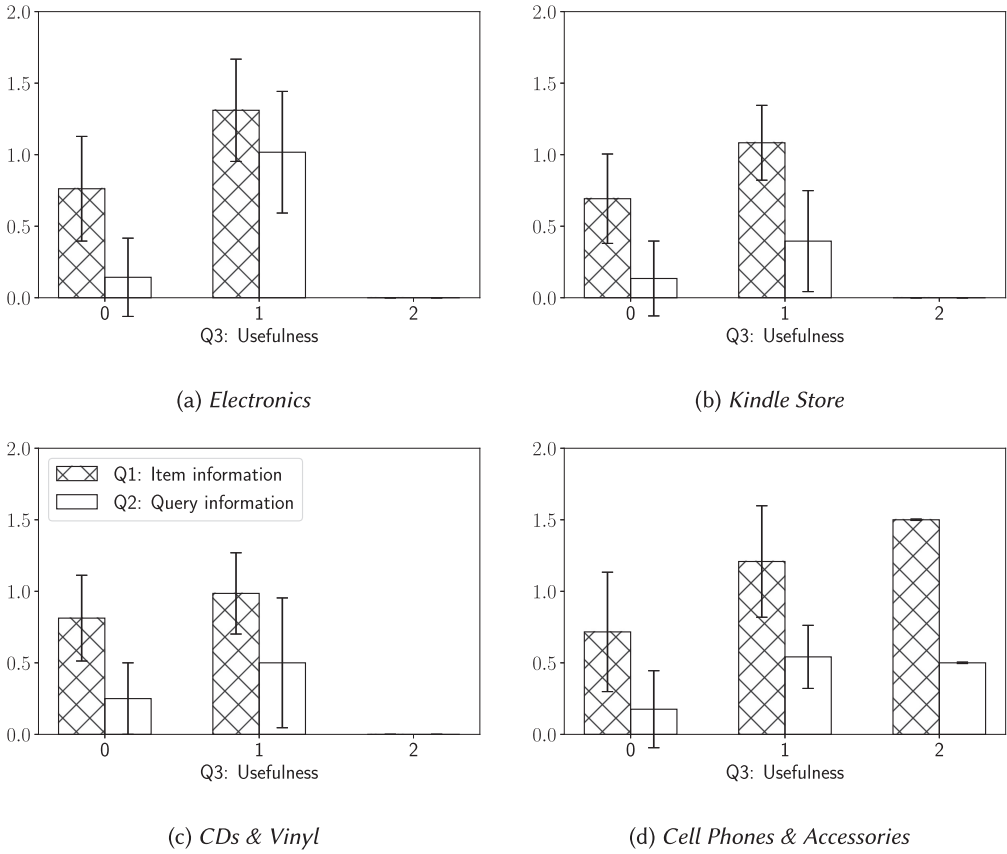 2.0
1.5
1.0
0.5
0.0
0 1 2
Q3: Usefulness
(a) Electronics
2.0
1.5
1.0
0.5
0.0
0 1 2
Q3: Usefulness
(b) Kindle Store
2.0
1.5
1.0
0.5
0.0
Q1: Item information
Q2: Query information
0 1 2
Q3: Usefulness
(c) CDs & Vinyl
2.0
1.5
1.0
0.5
0.0
0 1 2
Q3: Usefulness
(d) Cell Phones & Accessories